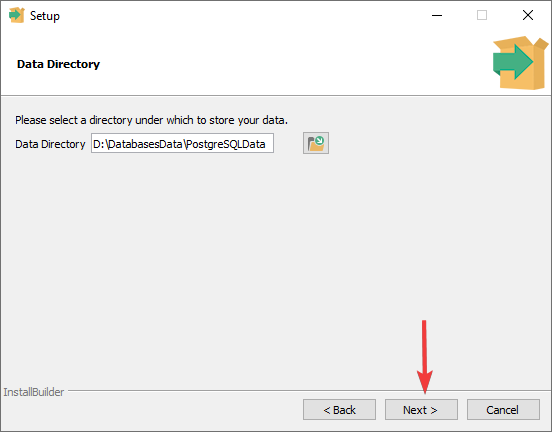 Setup
Data Directory
Please select a directory under which to store your data.
Data Directory D:\DatabasesData\PostgreSQLData
InstallBuilder
< Back Next > Cancel